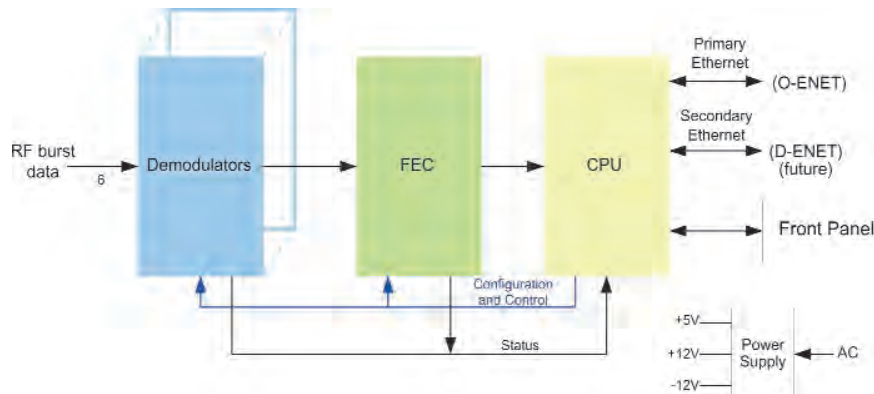 RF burst
data
6
Demodulators
FEC
CPU
Primary
Ethernet
(O-ENET)
Secondary
Ethernet
(D-ENET)
(future)
Front Panel
Configuration
and Control
Status
+5V
+12V
-12V
Power
Supply
AC